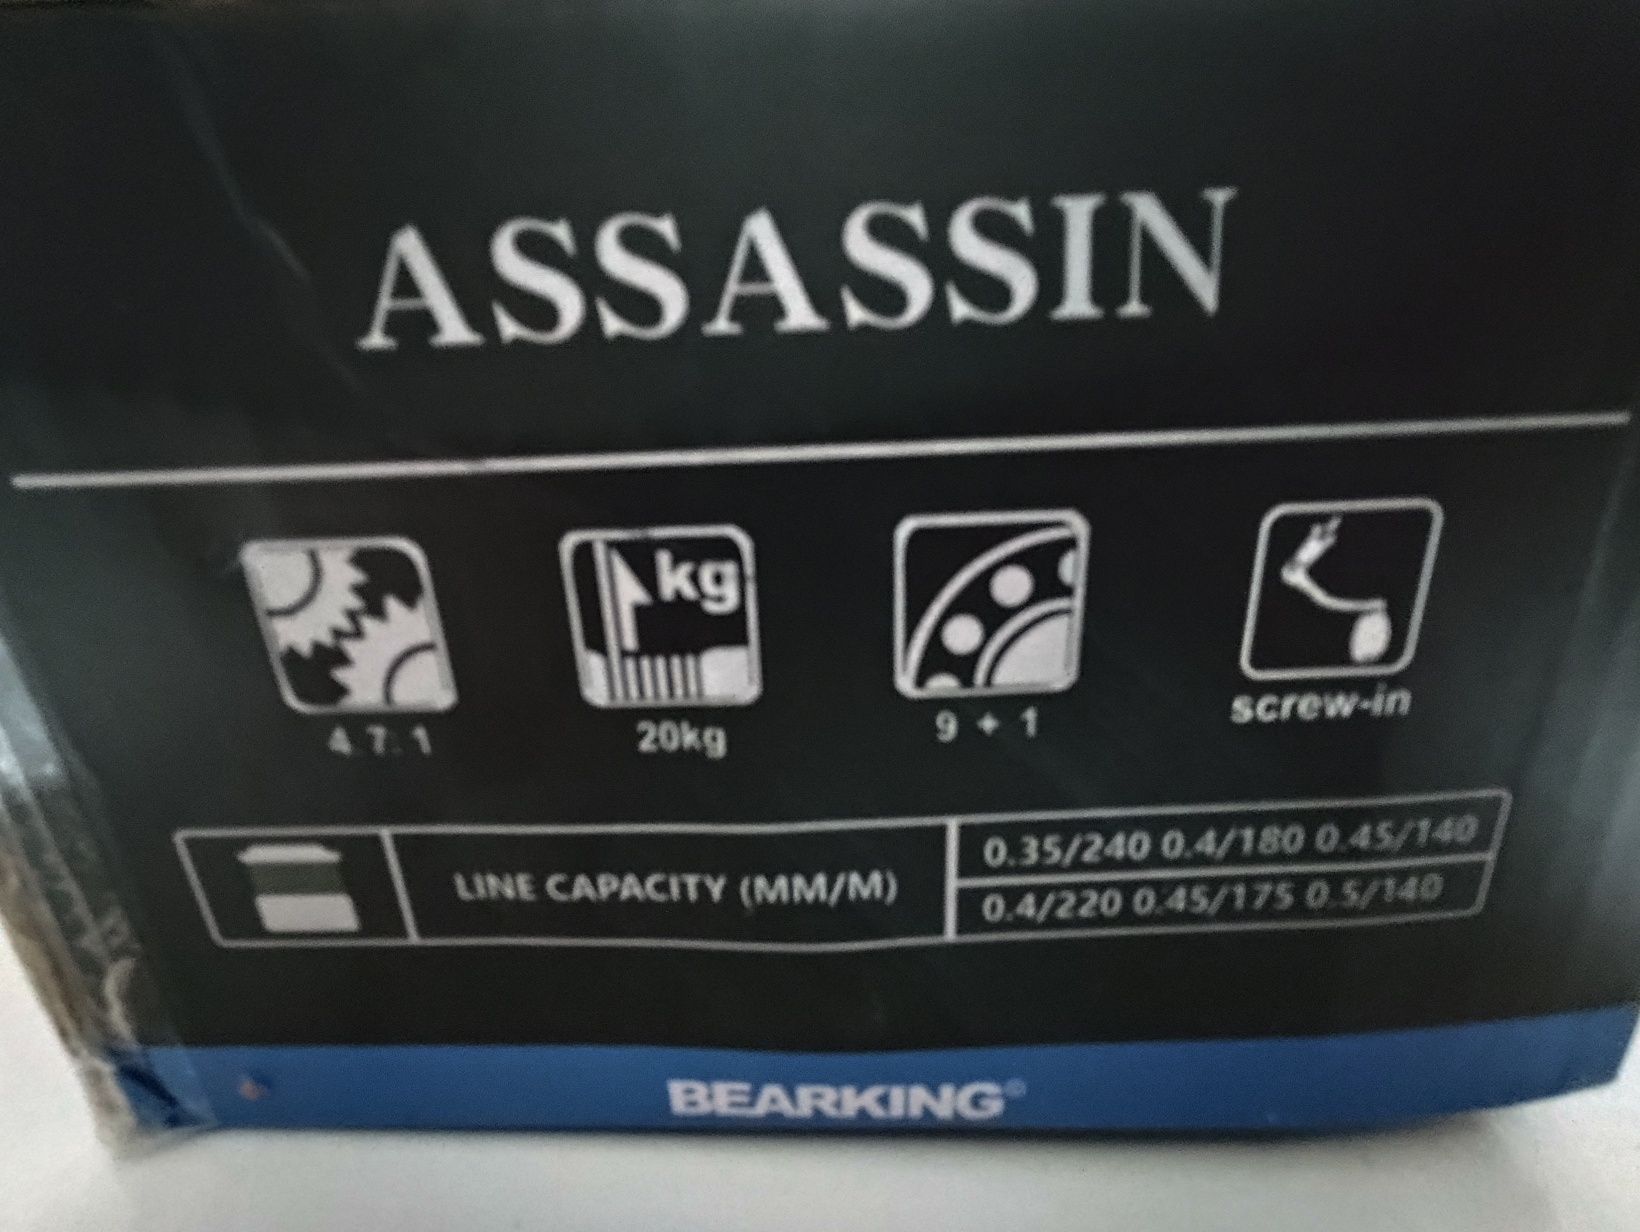 ASSASSIN
kg
4.7:1 20kg 9 + 1 screw-in
LINE CAPACITY (MM/M)
0.35/240 0.4/180 0.45/140
0.4/220 0.45/175 0.5/140
BEARKING©